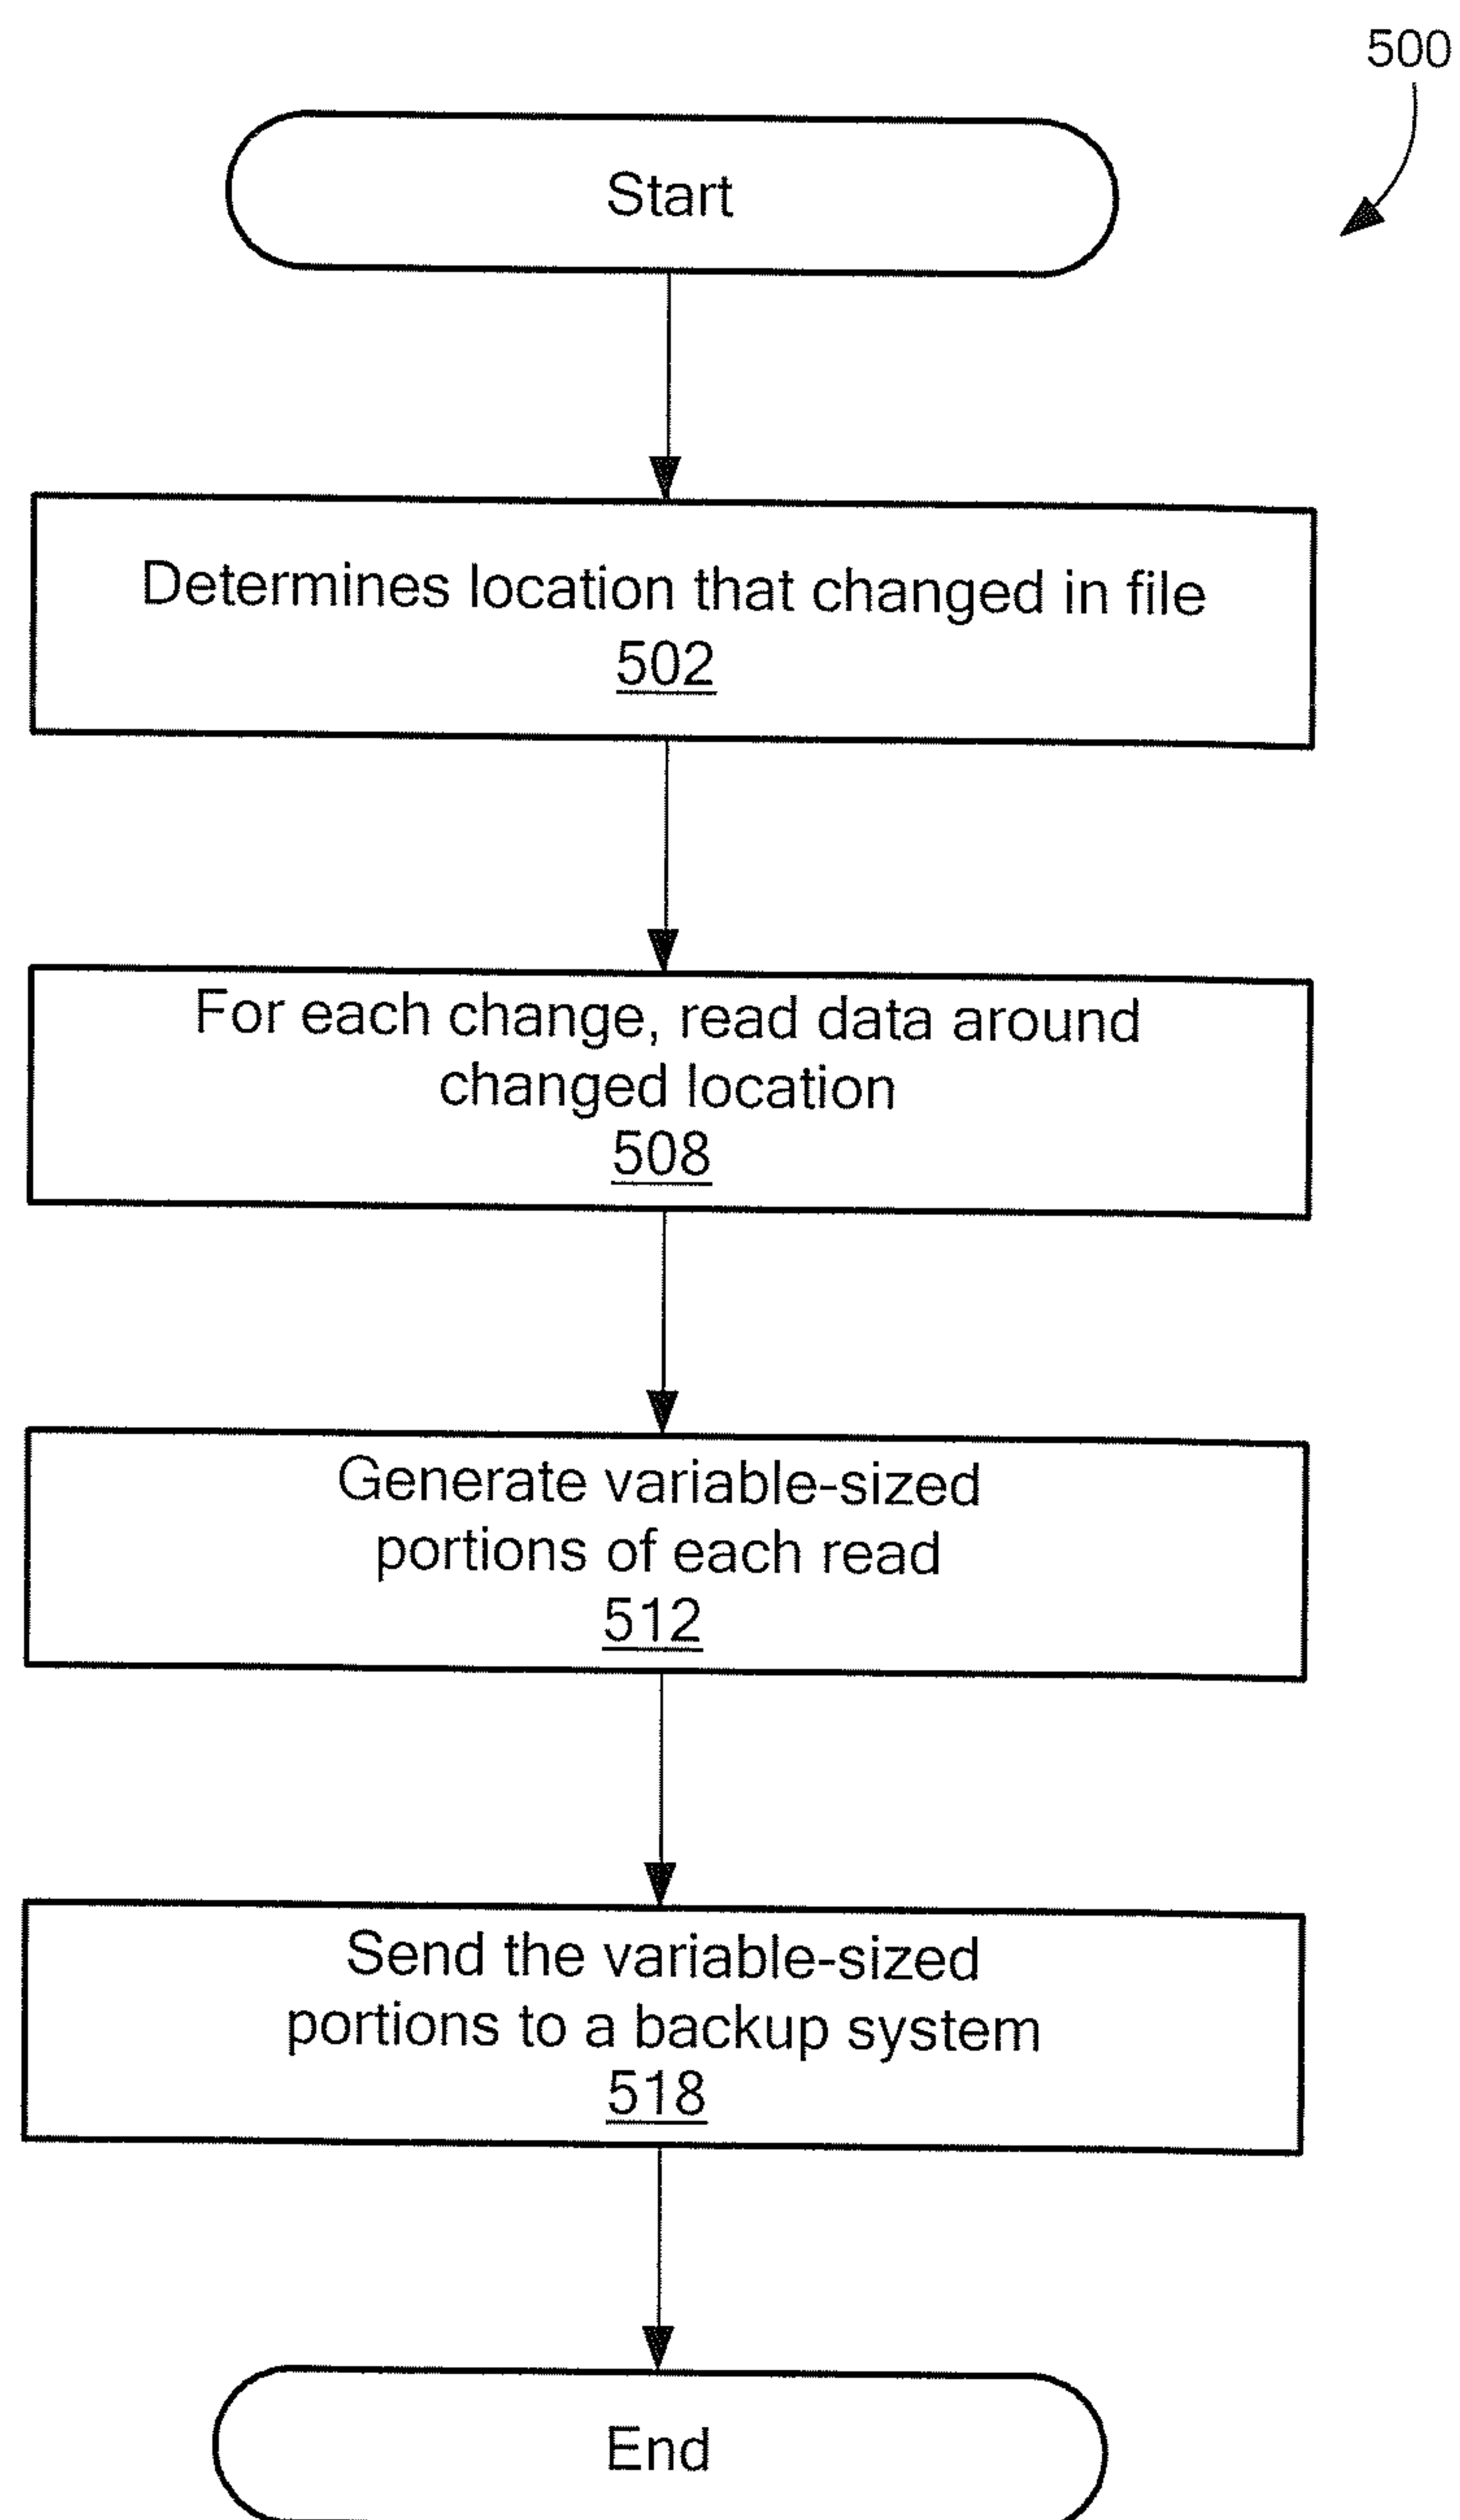 500
Start
Determines location that changed in file
502
For each change, read data around
changed location
508
Generate variable-sized
portions of each read
512
Send the variable-sized
portions to a backup system
518
End